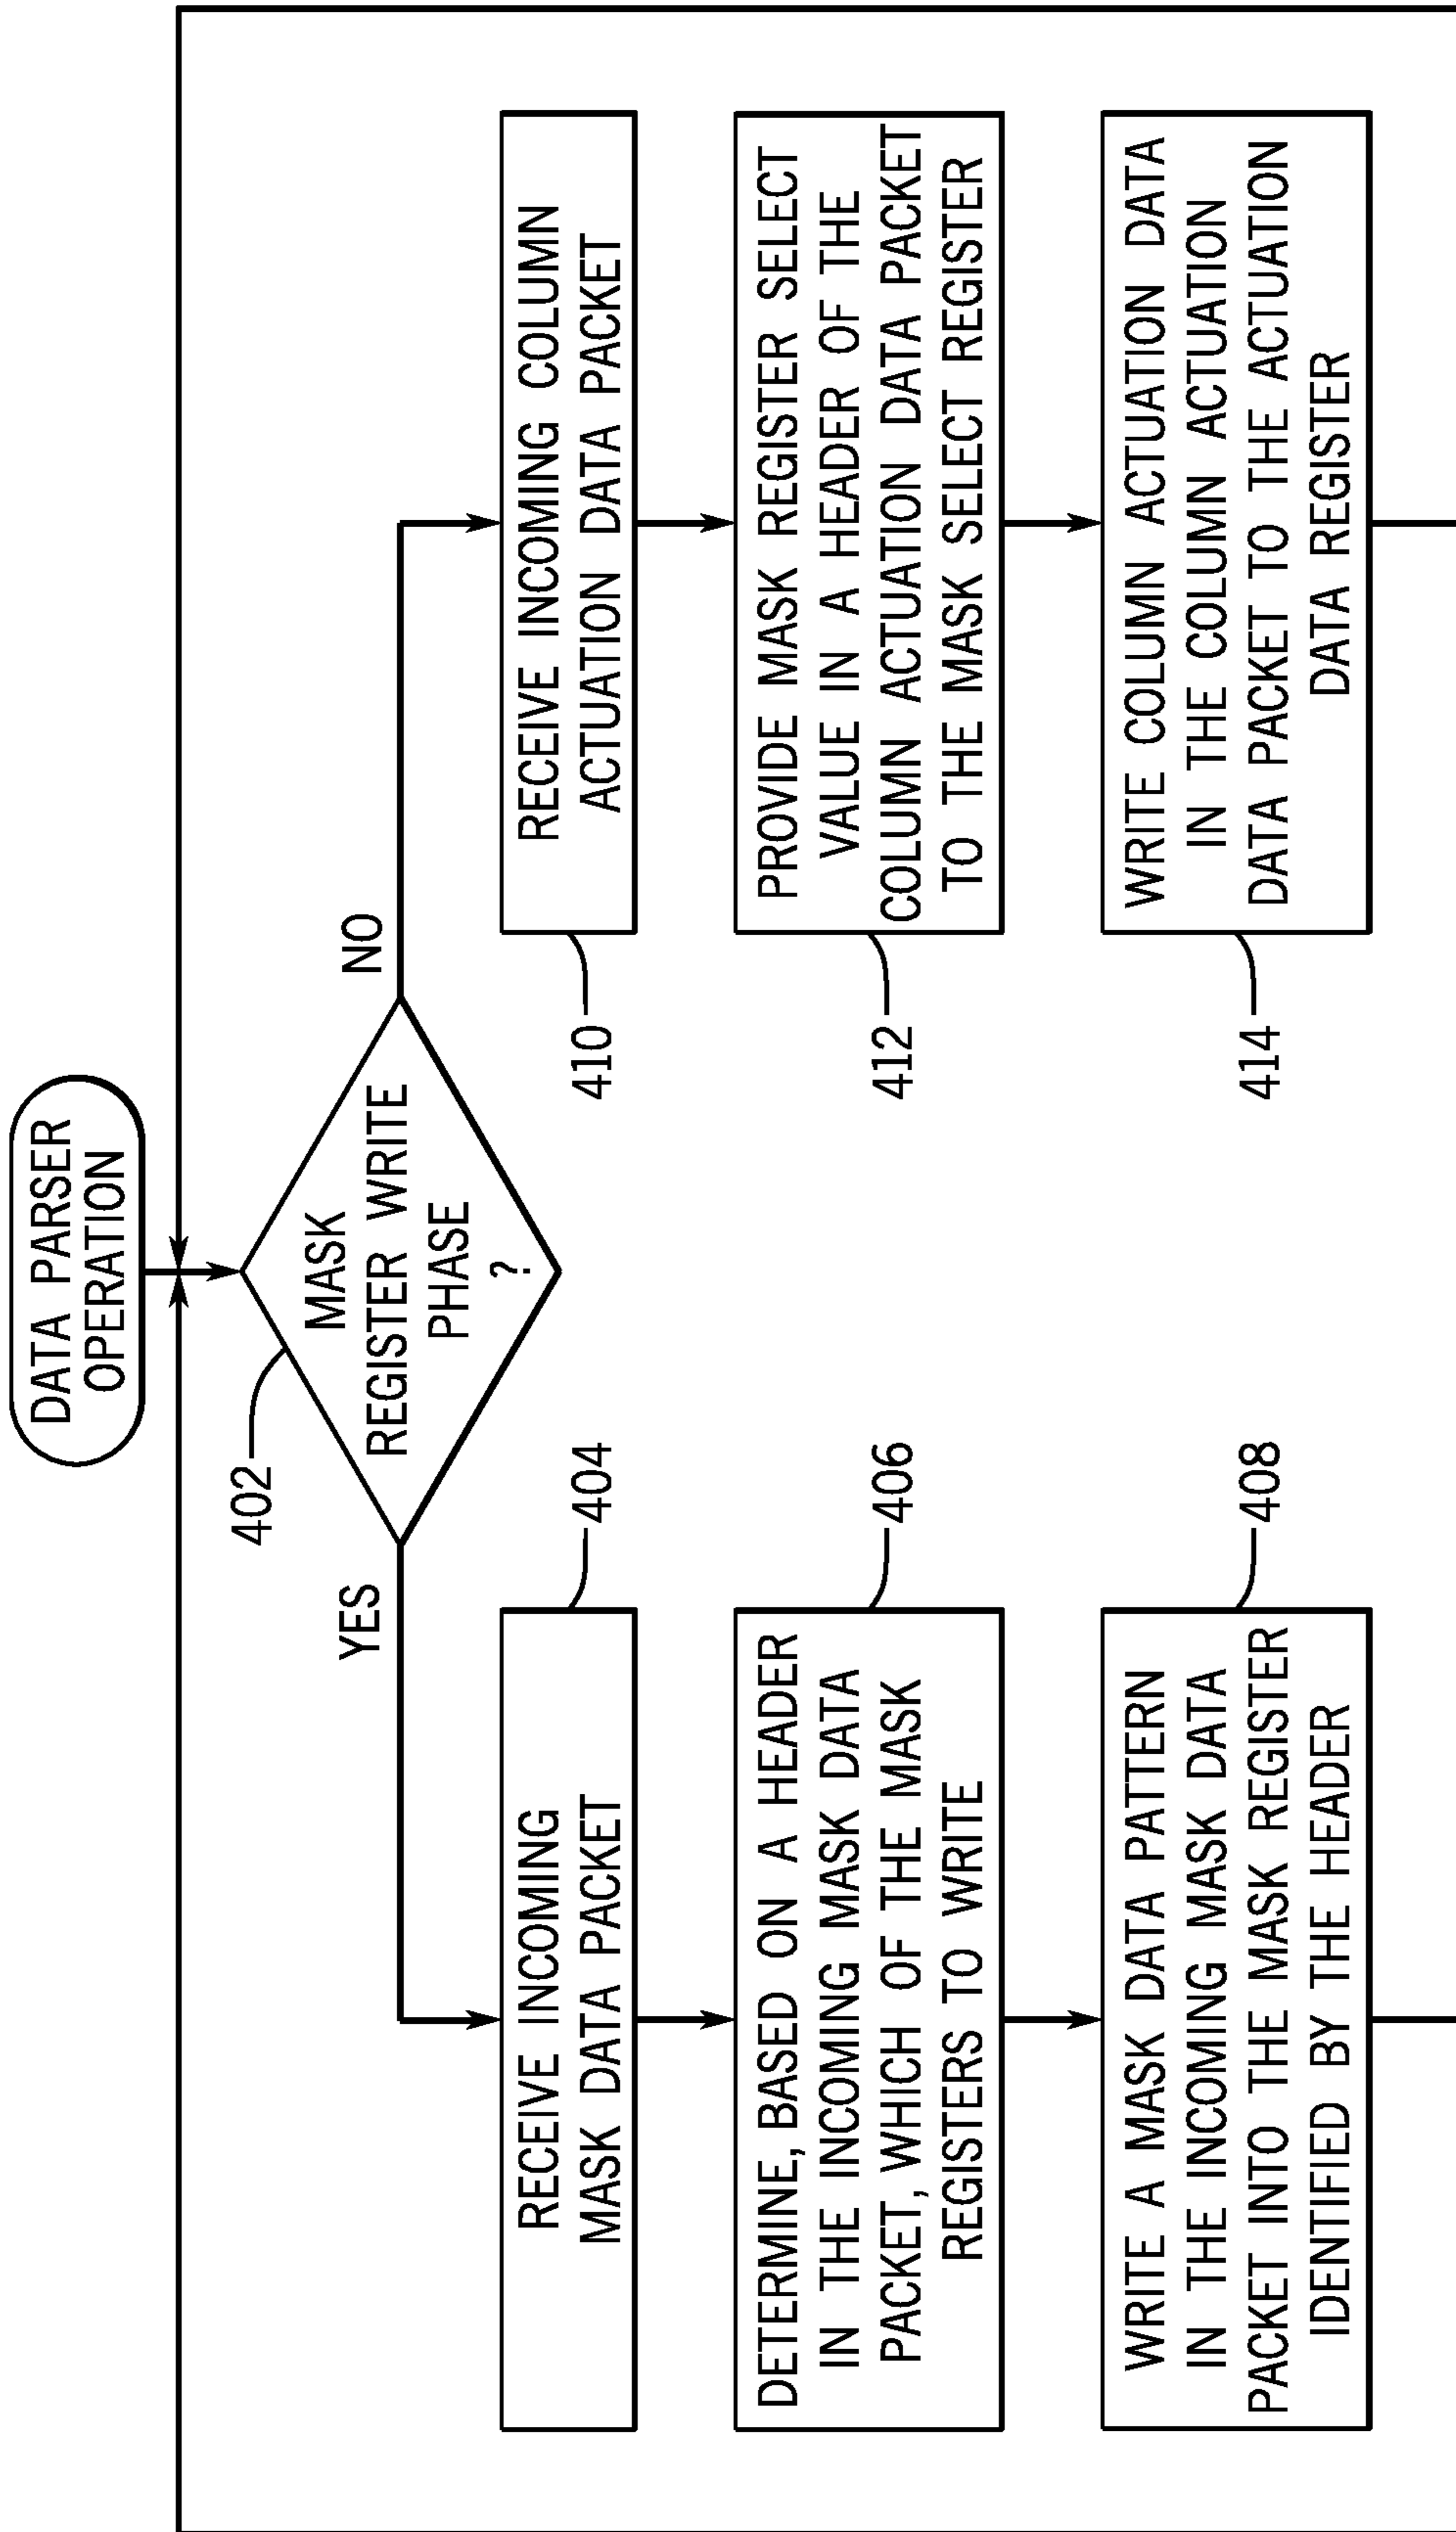 DATA PARSER
OPERATION
402
MASK
REGISTER WRITE
PHASE
?
YES
NO
RECEIVE INCOMING
MASK DATA PACKET
404
DETERMINE, BASED ON A HEADER
IN THE INCOMING MASK DATA
PACKET, WHICH OF THE MASK
REGISTERS TO WRITE
406
WRITE A MASK DATA PATTERN
IN THE INCOMING MASK DATA
PACKET INTO THE MASK REGISTER
IDENTIFIED BY THE HEADER
408
RECEIVE INCOMING COLUMN
ACTUATION DATA PACKET
410
PROVIDE MASK REGISTER SELECT
VALUE IN A HEADER OF THE
COLUMN ACTUATION DATA PACKET
TO THE MASK SELECT REGISTER
412
WRITE COLUMN ACTUATION DATA
IN THE COLUMN ACTUATION
DATA PACKET TO THE ACTUATION
DATA REGISTER
414